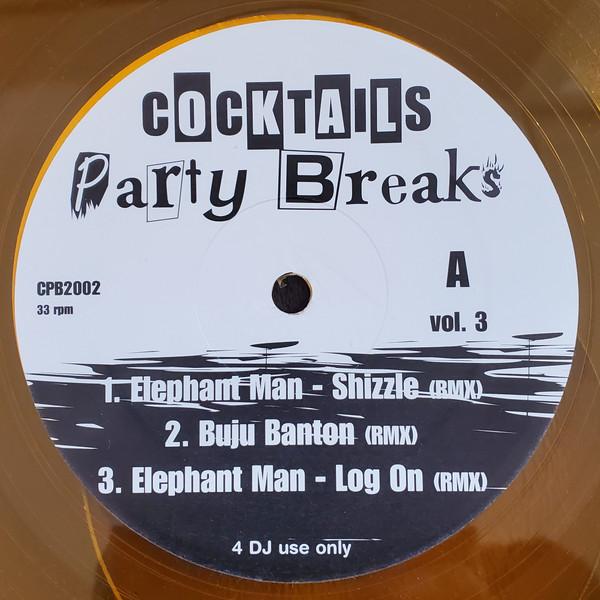 COCKTAILS
Party Breaks
A
CPB2002
33 rpm
vol. 3
1. Elephant Man - Shizzle (RMX)
2. Buju Banton (RMX)
3. Elephant Man - Log On (RMX)
4 DJ use only